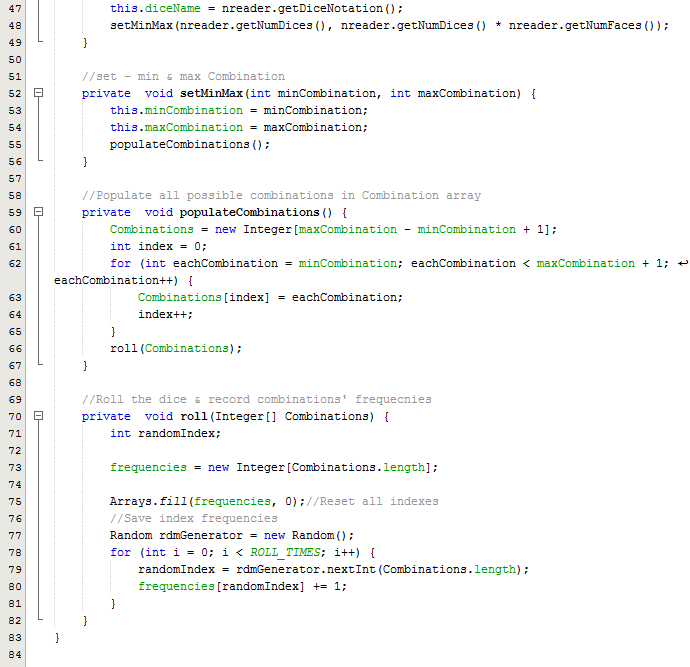 47 this.diceName = nreader.getDiceNotation();
48 setMinMax(nreader.getNumDices(), nreader.getNumDices() * nreader.getNumFaces());
49 }
50
51 //set - min & max Combination
52 private void setMinMax(int minCombination, int maxCombination) {
53 this.minCombination = minCombination;
54 this.maxCombination = maxCombination;
55 populateCombinations();
56 }
57
58 //Populate all possible combinations in Combination array
59 private void populateCombinations() {
60 Combinations = new Integer[maxCombination - minCombination + 1];
61 int index = 0;
62 for (int eachCombination = minCombination; eachCombination < maxCombination + 1; ↩
eachCombination++) {
63 Combinations[index] = eachCombination;
64 index++;
65 }
66 roll(Combinations);
67 }
68
69 //Roll the dice & record combinations' frequecnies
70 private void roll(Integer[] Combinations) {
71 int randomIndex;
72
73 frequencies = new Integer[Combinations.length];
74
75 Arrays.fill(frequencies, 0);//Reset all indexes
76 //Save index frequencies
77 Random rdmGenerator = new Random();
78 for (int i = 0; i < ROLL_TIMES; i++) {
79 randomIndex = rdmGenerator.nextInt(Combinations.length);
80 frequencies[randomIndex] += 1;
81 }
82 }
83 }
84